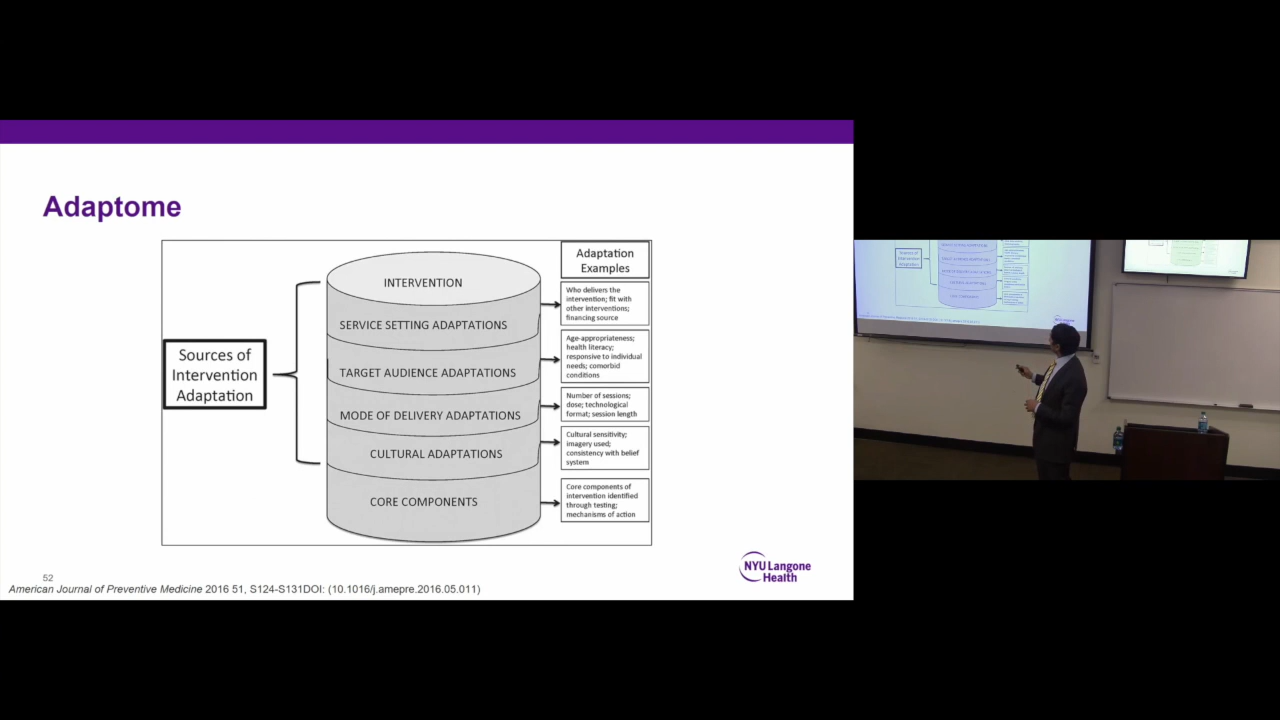 Adaptome
Sources of
Intervention
Adaptation
INTERVENTION
SERVICE SETTING ADAPTATIONS
TARGET AUDIENCE ADAPTATIONS
MODE OF DELIVERY ADAPTATIONS
CULTURAL ADAPTATIONS
CORE COMPONENTS
Adaptation
Examples
Who delivers the
intervention; fit with
other interventions;
financing source
Age-appropriateness;
health literacy;
responsive to individual
needs; comorbid
conditions
Number of sessions;
dose; technological
format; session length
Cultural sensitivity;
imagery used;
consistency with belief
system
Core components of
intervention identified
through testing;
mechanisms of action
52
American Journal of Preventive Medicine 2016 51, S124-S131DOI: (10.1016/j.amepre.2016.05.011)
NYU Langone
Health
Sources of
Intervention
Adaptation